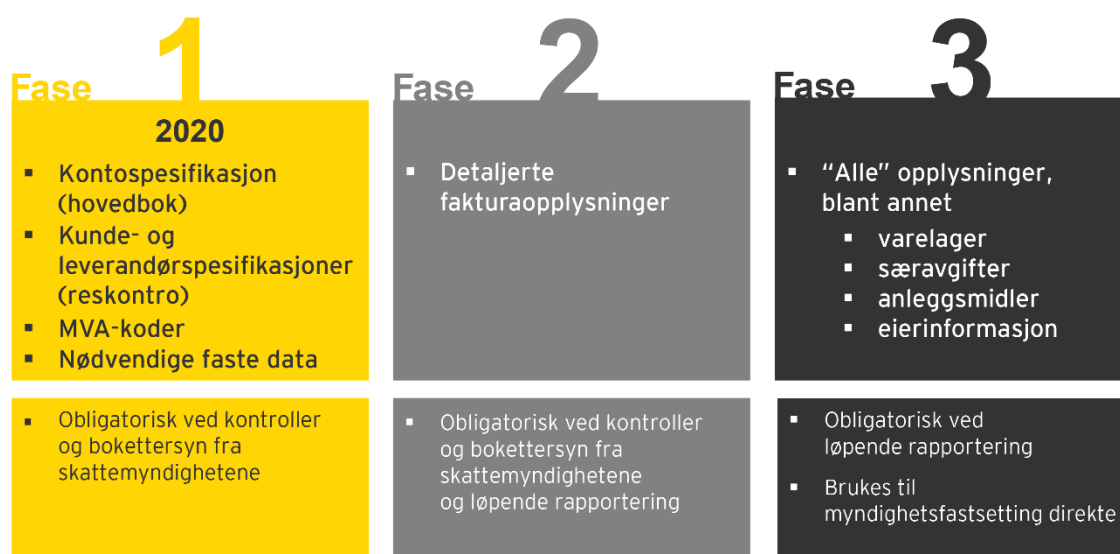 Fase 1
2020
▪ Kontospesifikasjon
(hovedbok)
▪ Kunde- og
leverandørspesifikasjoner
(reskontro)
▪ MVA-koder
▪ Nødvendige faste data
▪ Obligatorisk ved kontroller
og bokettersyn fra
skattemyndighetene
Fase 2
▪ Detaljerte
fakturaopplysninger
▪ Obligatorisk ved kontroller
og bokettersyn fra
skattemyndighetene
og løpende rapportering
Fase 3
▪ “Alle” opplysninger,
blant annet
▪ varelager
▪ særavgifter
▪ anleggsmidler
▪ eierinformasjon
▪ Obligatorisk ved
løpende rapportering
▪ Brukes til
myndighetsfastsetting direkte